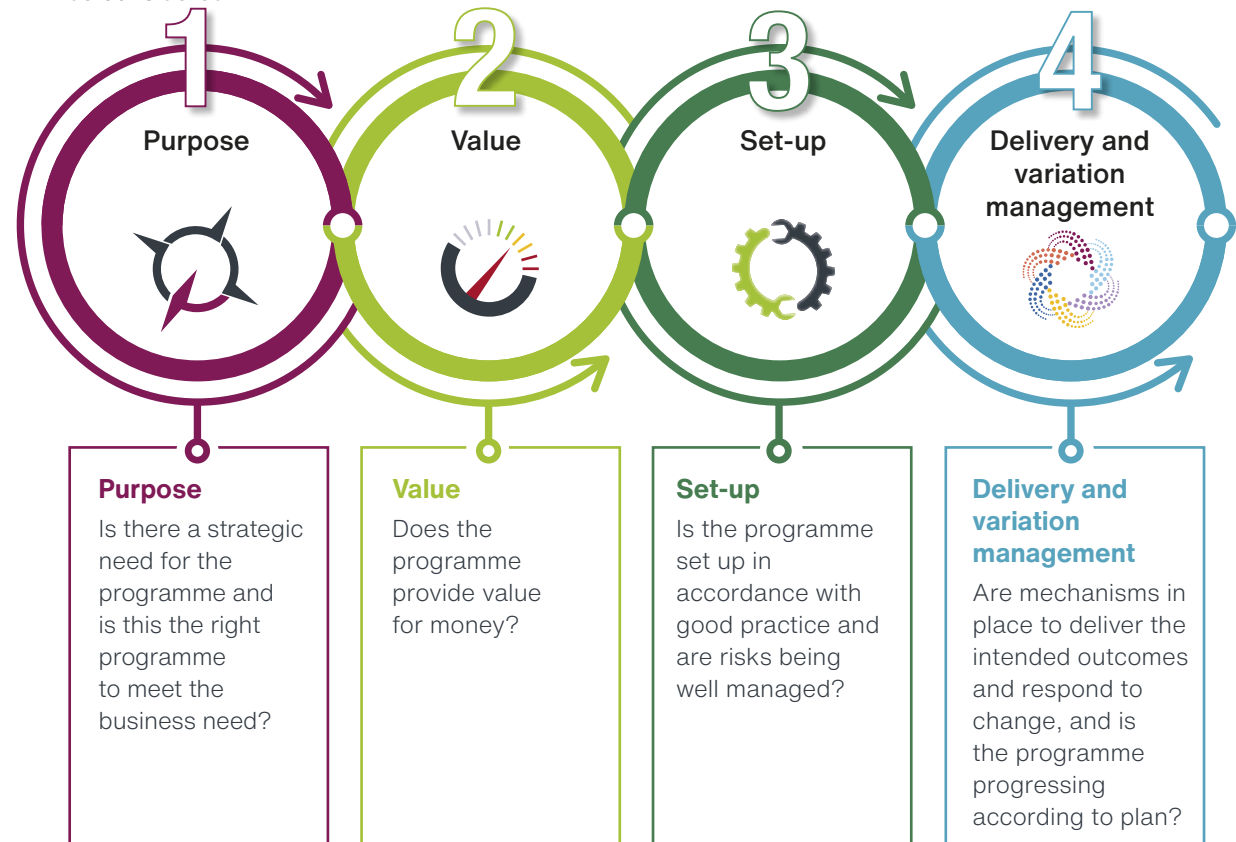 1
Purpose
2
Value
3
Set-up
4
Delivery and
variation
management
Purpose
Is there a strategic
need for the
programme and
is this the right
programme
to meet the
business need?
Value
Does the
programme
provide value
for money?
Set-up
Is the programme
set up in
accordance with
good practice and
are risks being
well managed?
Delivery and
variation
management
Are mechanisms in
place to deliver the
intended outcomes
and respond to
change, and is
the programme
progressing
according to plan?